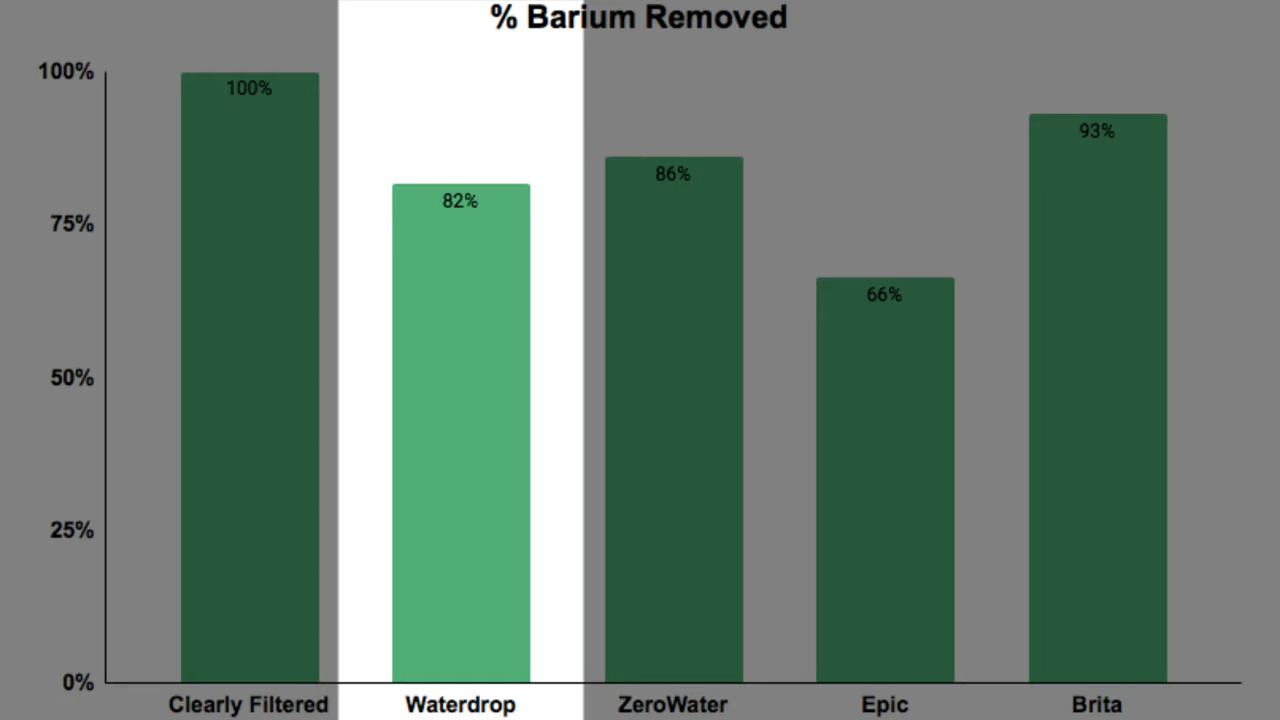 % Barium Removed
100%
75%
50%
25%
0%
100%
82%
86%
66%
93%
Clearly Filtered
Waterdrop
ZeroWater
Epic
Brita